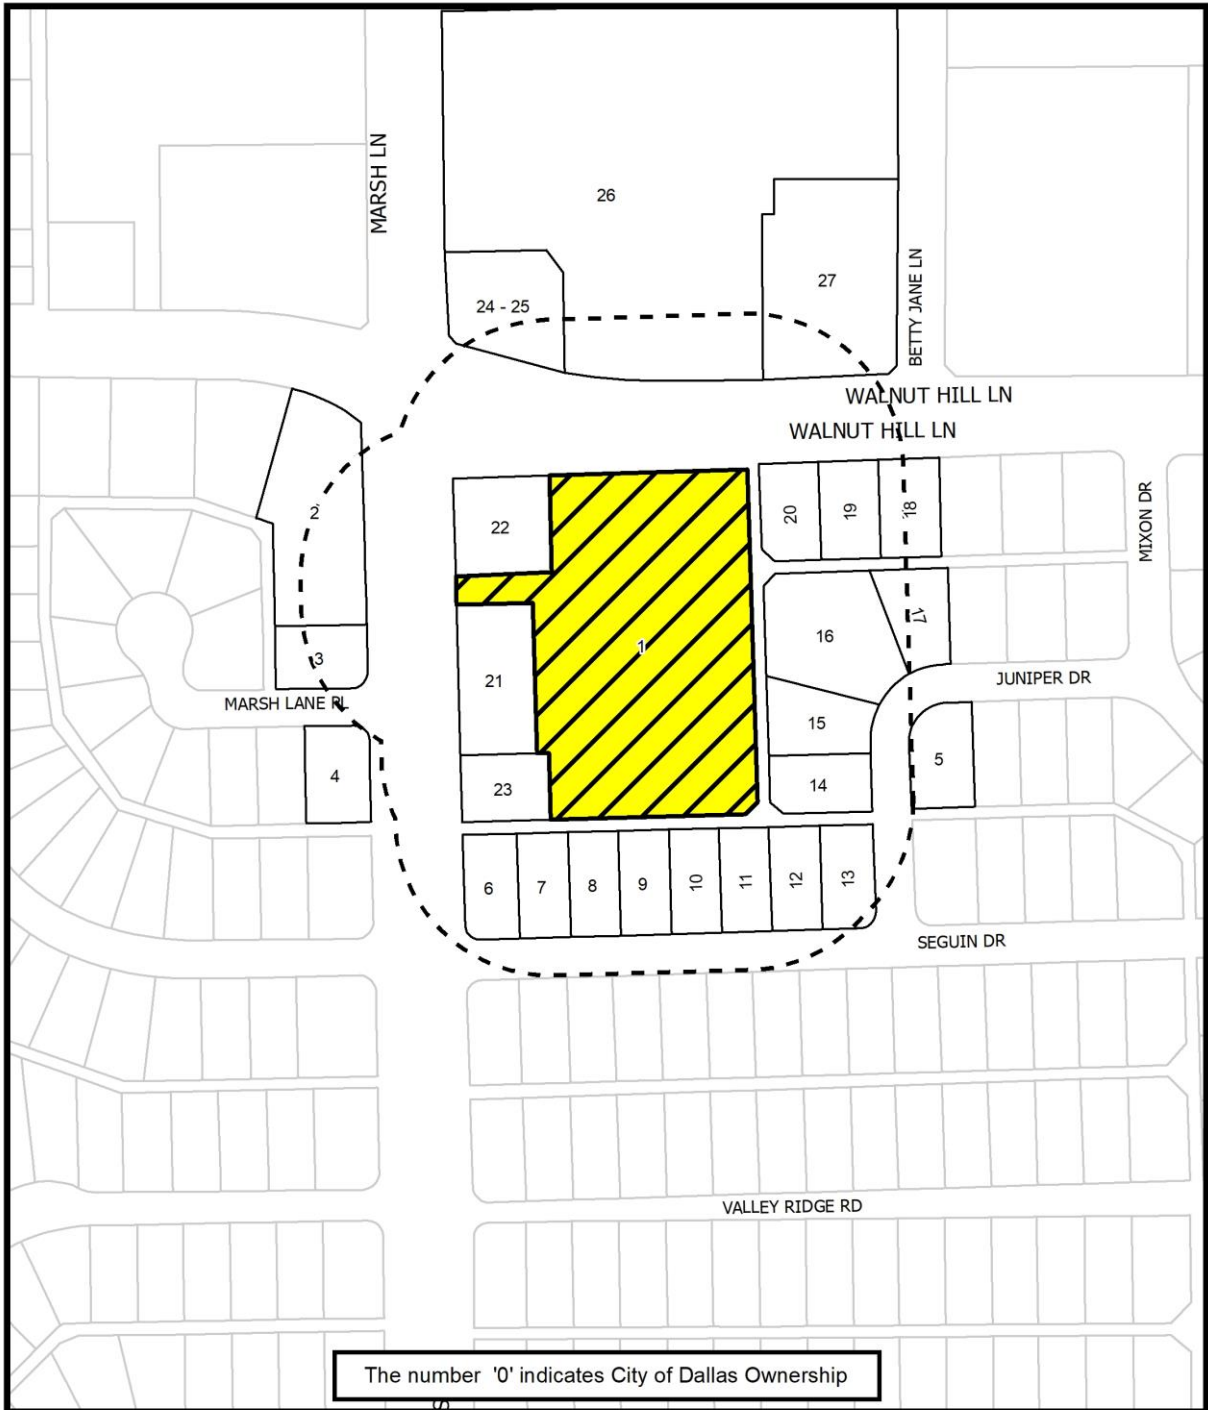 MARSH LN
26
27
24 - 25
BETTY JANE LN
WALNUT HILL LN
WALNUT HILL LN
MIXON DR
22
20
19
18
2
16
17
1
3
21
JUNIPER DR
MARSH LANE PL
15
4
23
14
5
6
7
8
9
10
11
12
13
SEGUIN DR
VALLEY RIDGE RD
The number '0' indicates City of Dallas Ownership